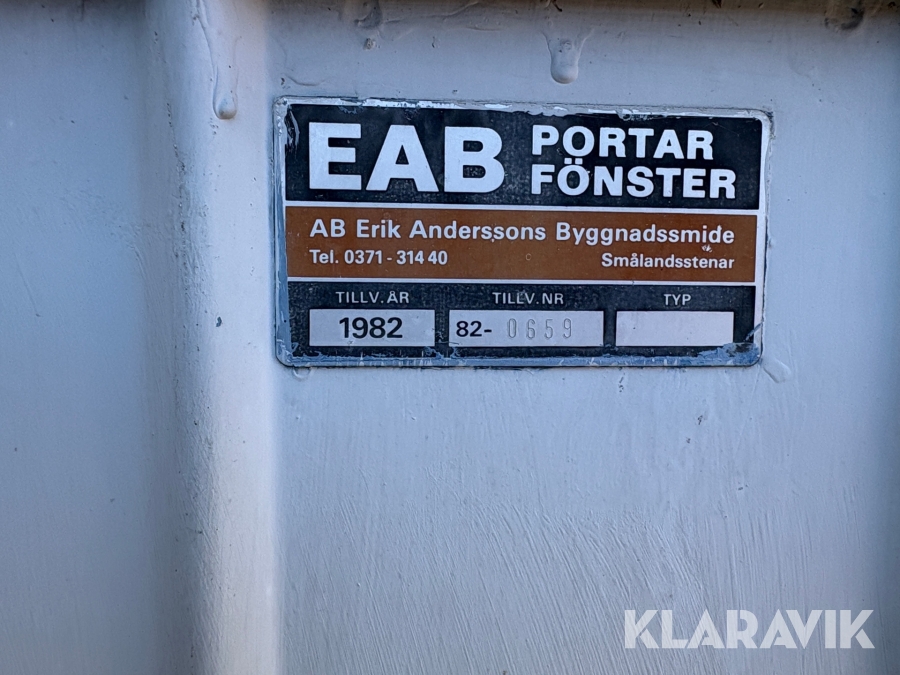 EAB PORTAR
FÖNSTER
AB Erik Anderssons Byggnadssmide
Tel. 0371-314 40 Smålandsstenar
TILLV. ÅR TILLV. NR TYP
1982 82- 0659
KLARAVIK